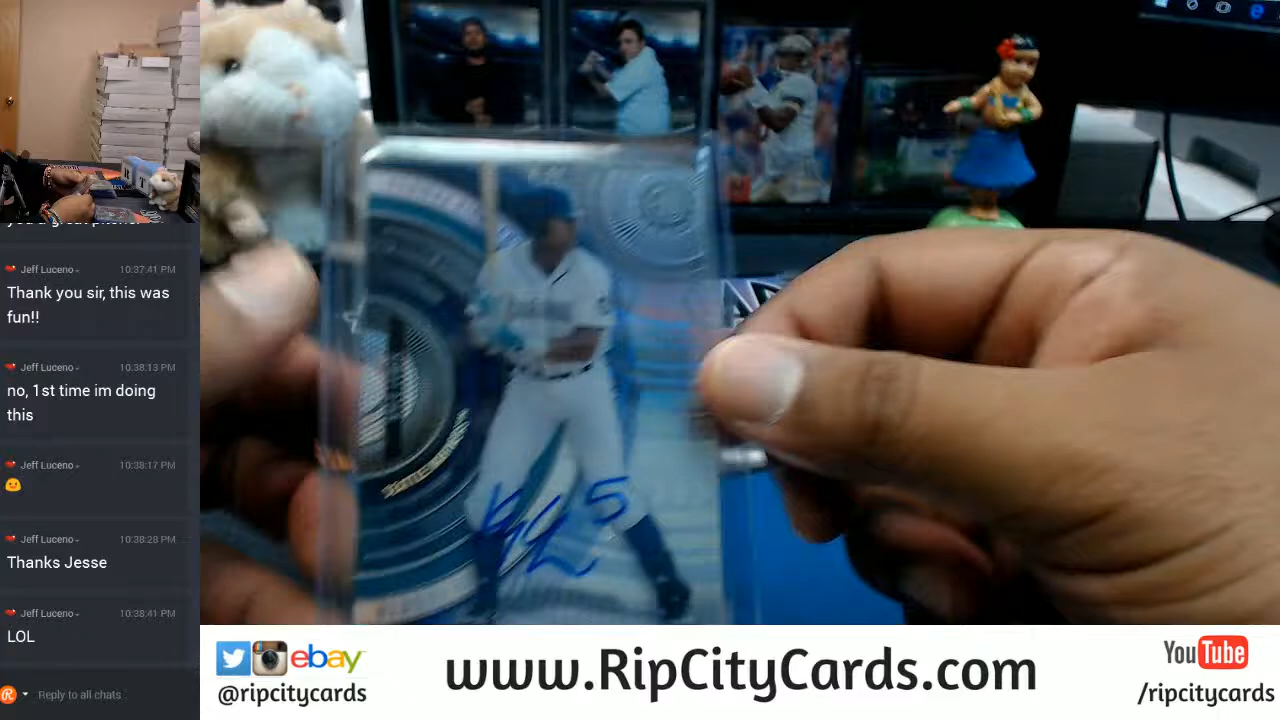 Jeff Luceno 10:37:41 PM
Thank you sir, this was
fun!!
Jeff Luceno 10:38:13 PM
no, 1st time im doing
this
Jeff Luceno 10:38:17 PM
Jeff Luceno 10:38:28 PM
Thanks Jesse
Jeff Luceno 10:38:41 PM
LOL
Reply to all chats
5
ebay
@ripcitycards
www.RipCityCards.com
YouTube
/ripcitycards